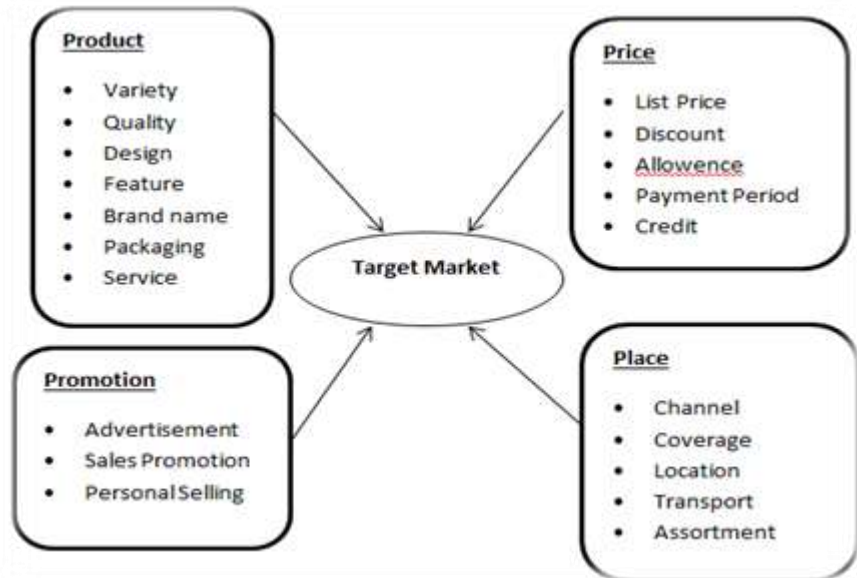 Product
• Variety
• Quality
• Design
• Feature
• Brand name
• Packaging
• Service
Price
• List Price
• Discount
• Allowence
• Payment Period
• Credit
Target Market
Promotion
• Advertisement
• Sales Promotion
• Personal Selling
Place
• Channel
• Coverage
• Location
• Transport
• Assortment